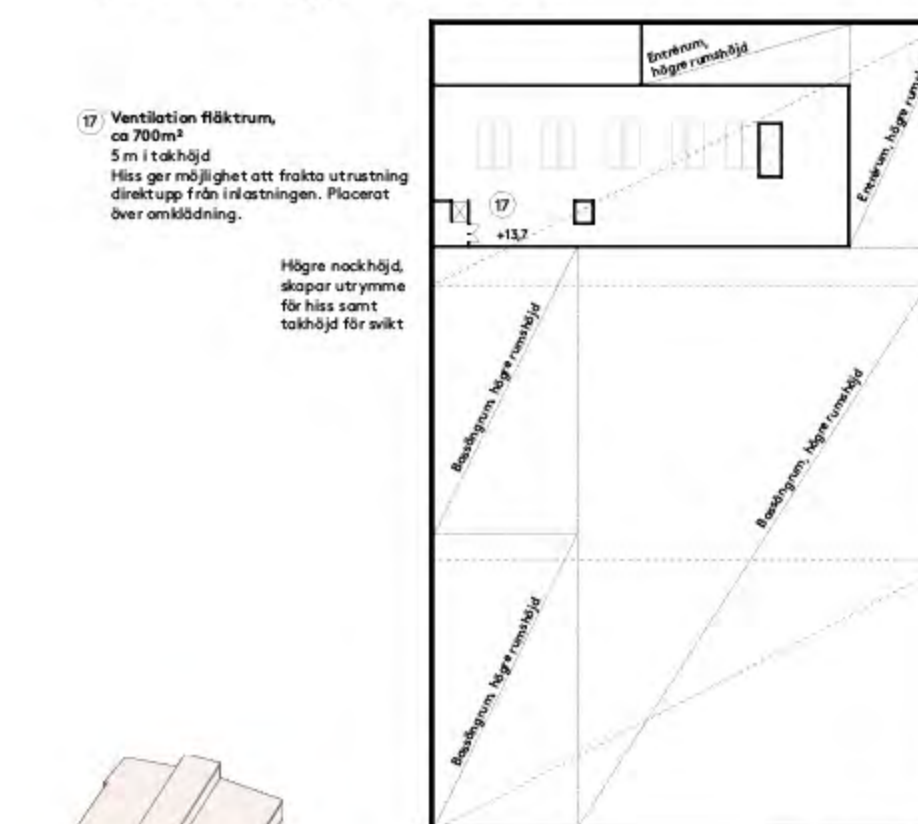 17 Ventilation fläktrum,
ca 700m²
5 m i takhöjd
Hiss ger möjlighet att frakta utrustning
direkt upp från inlastningen. Placerat
över omklädning.
Högre nockhöjd,
skapar utrymme
för hiss samt
takhöjd för svikt
Entrérum,
högre rumshöjd
Entrérum, högre
17
+13,7
Bassängrum, högre rumshöjd
Bassängrum, högre rumshöjd
Bassängrum, högre rumshöjd